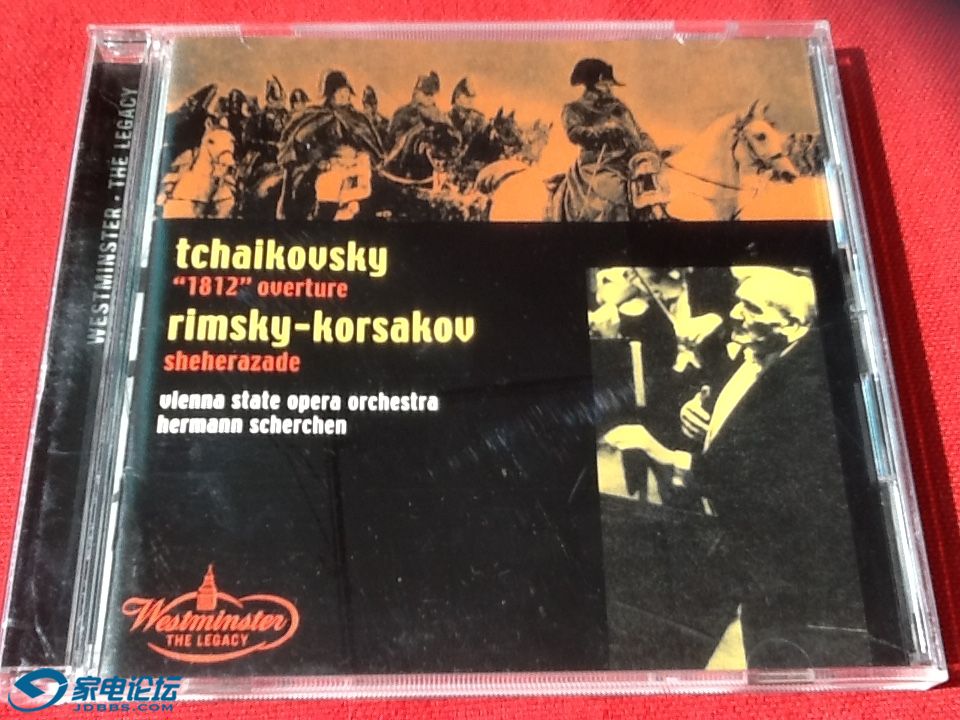 WESTMINSTER · THE LEGACY
tchaikovsky
“1812” overture
rimsky-korsakov
sheherazade
vienna state opera orchestra
hermann scherchen
Westminster
THE LEGACY
家电论坛
JDBBS.COM